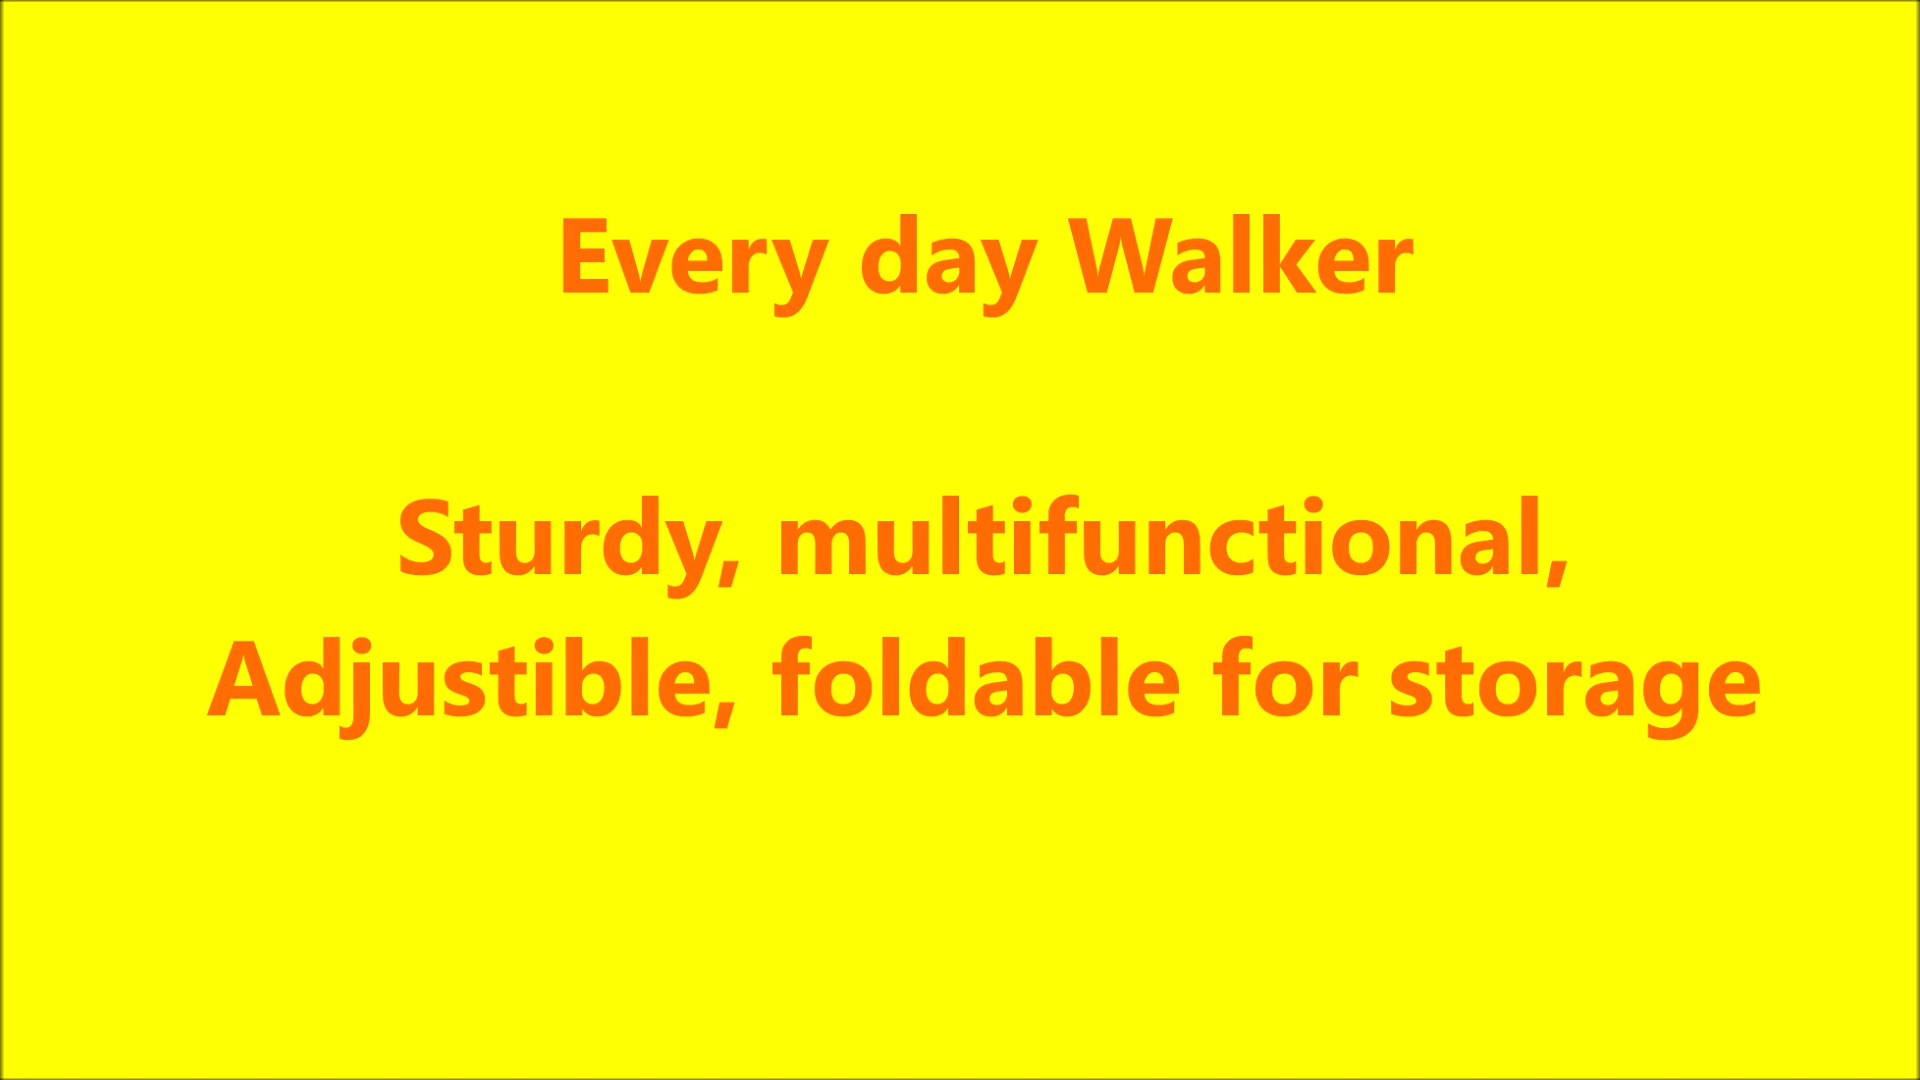 Every day Walker
Sturdy, multifunctional,
Adjustible, foldable for storage